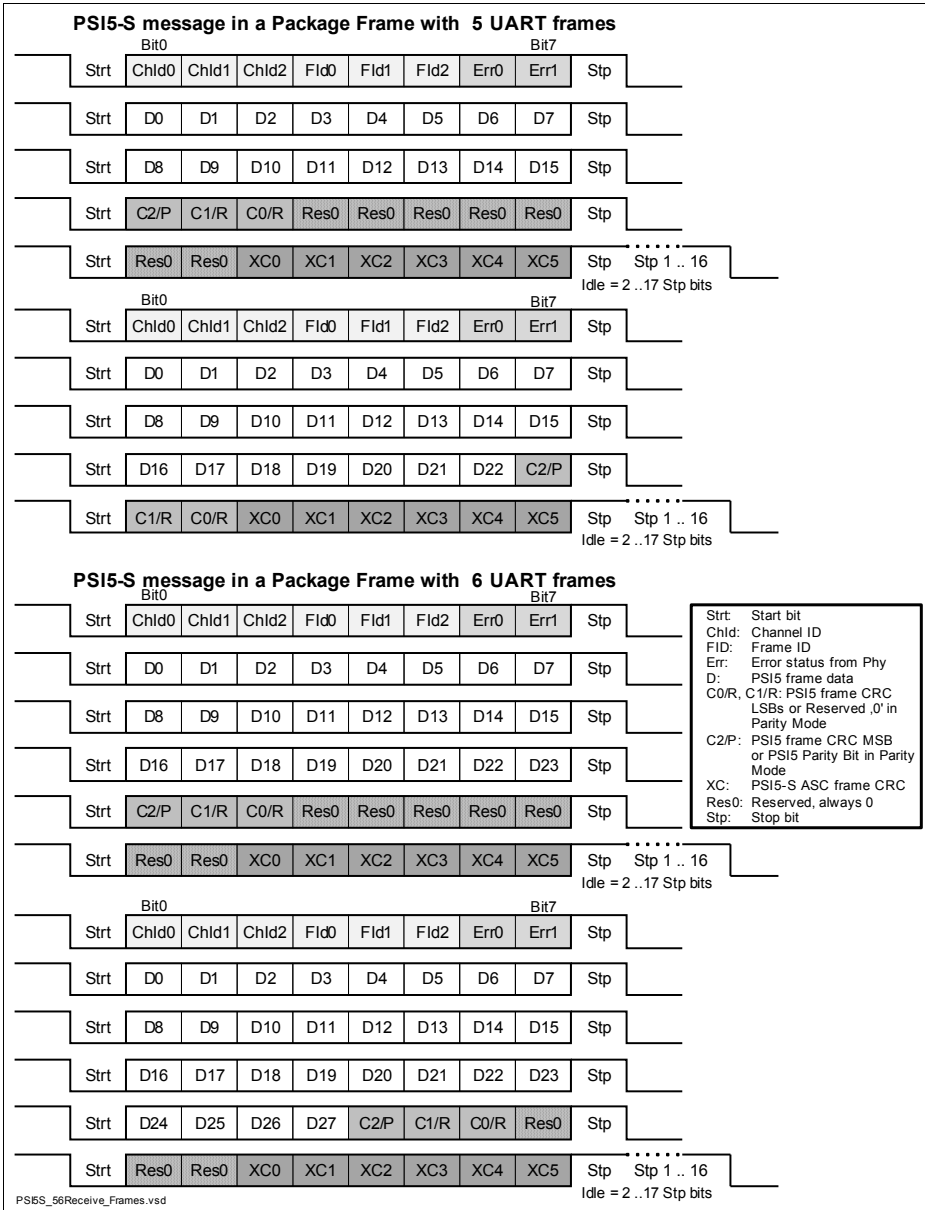 PSI5-S message in a Package Frame with 5 UART frames
Bit0 Bit7
Strt ChId0 ChId1 ChId2 FId0 FId1 FId2 Err0 Err1 Stp
Strt D0 D1 D2 D3 D4 D5 D6 D7 Stp
Strt D8 D9 D10 D11 D12 D13 D14 D15 Stp
Strt C2/P C1/R C0/R Res0 Res0 Res0 Res0 Res0 Stp
Strt Res0 Res0 XC0 XC1 XC2 XC3 XC4 XC5 Stp Stp 1 .. 16
Idle = 2 ..17 Stp bits
Bit0 Bit7
Strt ChId0 ChId1 ChId2 FId0 FId1 FId2 Err0 Err1 Stp
Strt D0 D1 D2 D3 D4 D5 D6 D7 Stp
Strt D8 D9 D10 D11 D12 D13 D14 D15 Stp
Strt D16 D17 D18 D19 D20 D21 D22 C2/P Stp
Strt C1/R C0/R XC0 XC1 XC2 XC3 XC4 XC5 Stp Stp 1 .. 16
Idle = 2 ..17 Stp bits
PSI5-S message in a Package Frame with 6 UART frames
Bit0 Bit7
Strt ChId0 ChId1 ChId2 FId0 FId1 FId2 Err0 Err1 Stp
Strt D0 D1 D2 D3 D4 D5 D6 D7 Stp
Strt D8 D9 D10 D11 D12 D13 D14 D15 Stp
Strt D16 D17 D18 D19 D20 D21 D22 D23 Stp
Strt C2/P C1/R C0/R Res0 Res0 Res0 Res0 Res0 Stp
Strt Res0 Res0 XC0 XC1 XC2 XC3 XC4 XC5 Stp Stp 1 .. 16
Idle = 2 ..17 Stp bits
Strt: Start bit
ChId: Channel ID
FID: Frame ID
Err: Error status from Phy
D: PSI5 frame data
C0/R, C1/R: PSI5 frame CRC
LSBs or Reserved ,0' in
Parity Mode
C2/P: PSI5 frame CRC MSB
or PSI5 Parity Bit in Parity
Mode
XC: PSI5-S ASC frame CRC
Res0: Reserved, always 0
Stp: Stop bit
Bit0 Bit7
Strt ChId0 ChId1 ChId2 FId0 FId1 FId2 Err0 Err1 Stp
Strt D0 D1 D2 D3 D4 D5 D6 D7 Stp
Strt D8 D9 D10 D11 D12 D13 D14 D15 Stp
Strt D16 D17 D18 D19 D20 D21 D22 D23 Stp
Strt D24 D25 D26 D27 C2/P C1/R C0/R Res0 Stp
Strt Res0 Res0 XC0 XC1 XC2 XC3 XC4 XC5 Stp Stp 1 .. 16
Idle = 2 ..17 Stp bits
PSI5S_56Receive_Frames.vsd